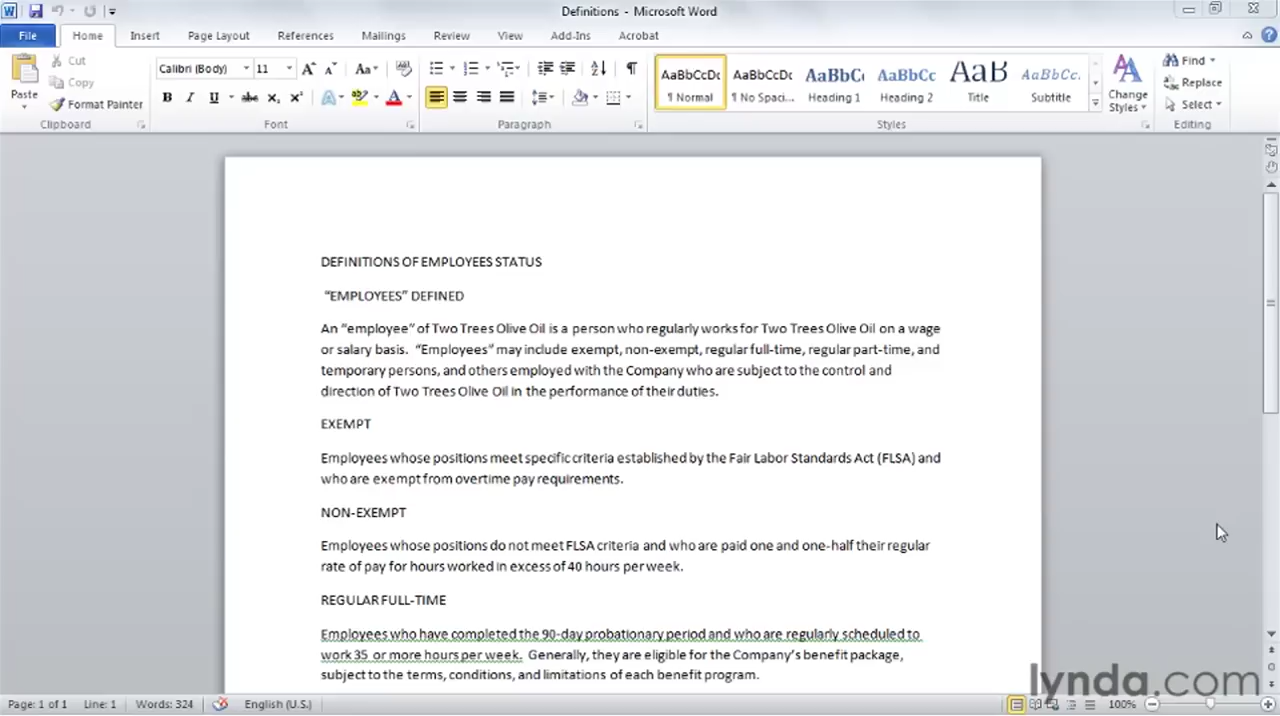 Definitions - Microsoft Word
File Home Insert Page Layout References Mailings Review View Add-Ins Acrobat
Paste
Cut
Copy
Format Painter
Clipboard
Calibri (Body) 11
Font
Paragraph
AaBbCcDc AaBbCcDc AaBbCc AaBbCc AaB AaBbCc.
¶ Normal ¶ No Spaci... Heading 1 Heading 2 Title Subtitle
Change Styles
Styles
Find
Replace
Select
Editing
DEFINITIONS OF EMPLOYEES STATUS
“EMPLOYEES” DEFINED
An “employee” of Two Trees Olive Oil is a person who regularly works for Two Trees Olive Oil on a wage
or salary basis.  “Employees” may include exempt, non-exempt, regular full-time, regular part-time, and
temporary persons, and others employed with the Company who are subject to the control and
direction of Two Trees Olive Oil in the performance of their duties.
EXEMPT
Employees whose positions meet specific criteria established by the Fair Labor Standards Act (FLSA) and
who are exempt from overtime pay requirements.
NON-EXEMPT
Employees whose positions do not meet FLSA criteria and who are paid one and one-half their regular
rate of pay for hours worked in excess of 40 hours per week.
REGULAR FULL-TIME
Employees who have completed the 90-day probationary period and who are regularly scheduled to
work 35 or more hours per week.  Generally, they are eligible for the Company’s benefit package,
subject to the terms, conditions, and limitations of each benefit program.
lynda.com
Page: 1 of 1 Line: 1 Words: 324 English (U.S.) 100%